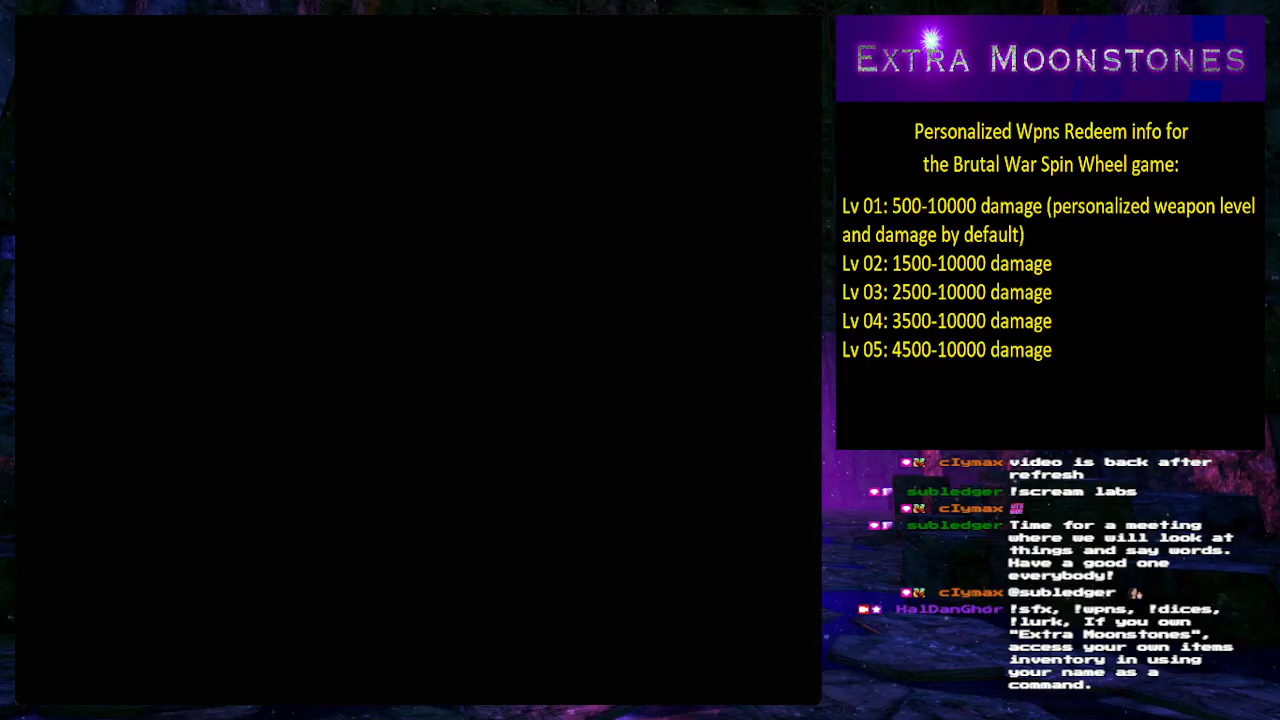 Extra Moonstones
Personalized Wpns Redeem info for
the Brutal War Spin Wheel game:
Lv 01: 500-10000 damage (personalized weapon level
and damage by default)
Lv 02: 1500-10000 damage
Lv 03: 2500-10000 damage
Lv 04: 3500-10000 damage
Lv 05: 4500-10000 damage
cIymax video is back after
refresh
subledger !scream labs
cIymax
subledger Time for a meeting
where we will look at
things and say words.
Have a good one
everybody!
cIymax @subledger
HalDanGhor !sfx, !wpns, !dices,
!lurk, If you own
"Extra Moonstones",
access your own items
inventory in using
your name as a
command.